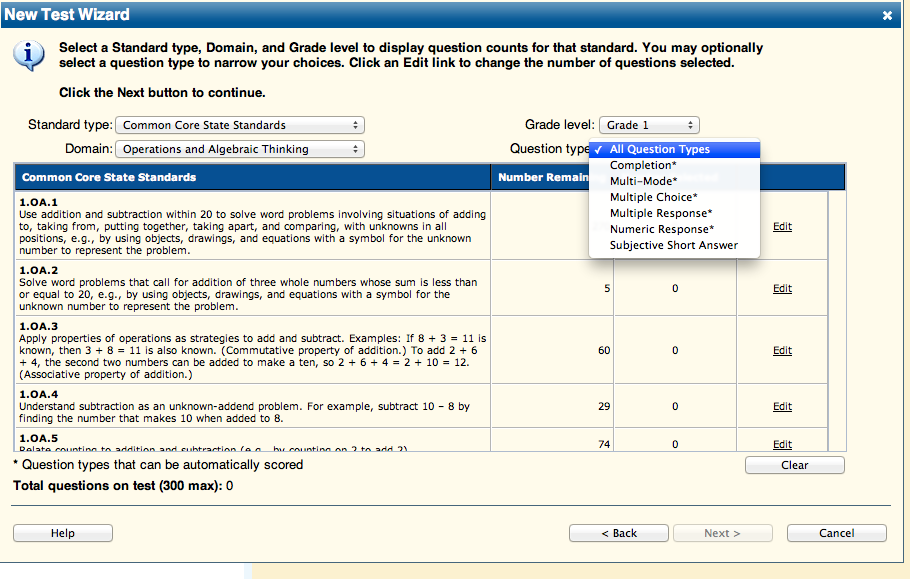 New Test Wizard
Select a Standard type, Domain, and Grade level to display question counts for that standard. You may optionally
select a question type to narrow your choices. Click an Edit link to change the number of questions selected.
Click the Next button to continue.
Standard type: Common Core State Standards
Grade level: Grade 1
Domain: Operations and Algebraic Thinking
Question type
✓ All Question Types
Completion*
Multi-Mode*
Multiple Choice*
Multiple Response*
Numeric Response*
Subjective Short Answer
Common Core State Standards
Number Remain
1.OA.1
Use addition and subtraction within 20 to solve word problems involving situations of adding
to, taking from, putting together, taking apart, and comparing, with unknowns in all
positions, e.g., by using objects, drawings, and equations with a symbol for the unknown
number to represent the problem.
Edit
1.OA.2
Solve word problems that call for addition of three whole numbers whose sum is less than
or equal to 20, e.g., by using objects, drawings, and equations with a symbol for the
unknown number to represent the problem.
5 0 Edit
1.OA.3
Apply properties of operations as strategies to add and subtract. Examples: If 8 + 3 = 11 is
known, then 3 + 8 = 11 is also known. (Commutative property of addition.) To add 2 + 6
+ 4, the second two numbers can be added to make a ten, so 2 + 6 + 4 = 2 + 10 = 12.
(Associative property of addition.)
60 0 Edit
1.OA.4
Understand subtraction as an unknown-addend problem. For example, subtract 10 – 8 by
finding the number that makes 10 when added to 8.
29 0 Edit
1.OA.5
Relate counting to addition and subtraction (e.g., by counting on 2 to add 2)
74 0 Edit
* Question types that can be automatically scored
Clear
Total questions on test (300 max): 0
Help
< Back
Next >
Cancel